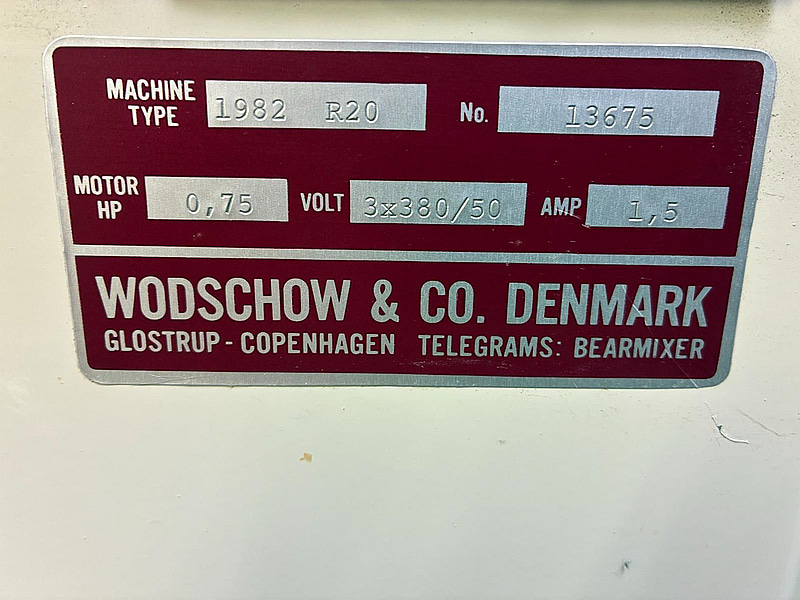 MACHINE TYPE 1982 R20 No. 13675
MOTOR HP 0,75 VOLT 3x380/50 AMP 1,5
WODSCHOW & CO. DENMARK
GLOSTRUP - COPENHAGEN TELEGRAMS: BEARMIXER